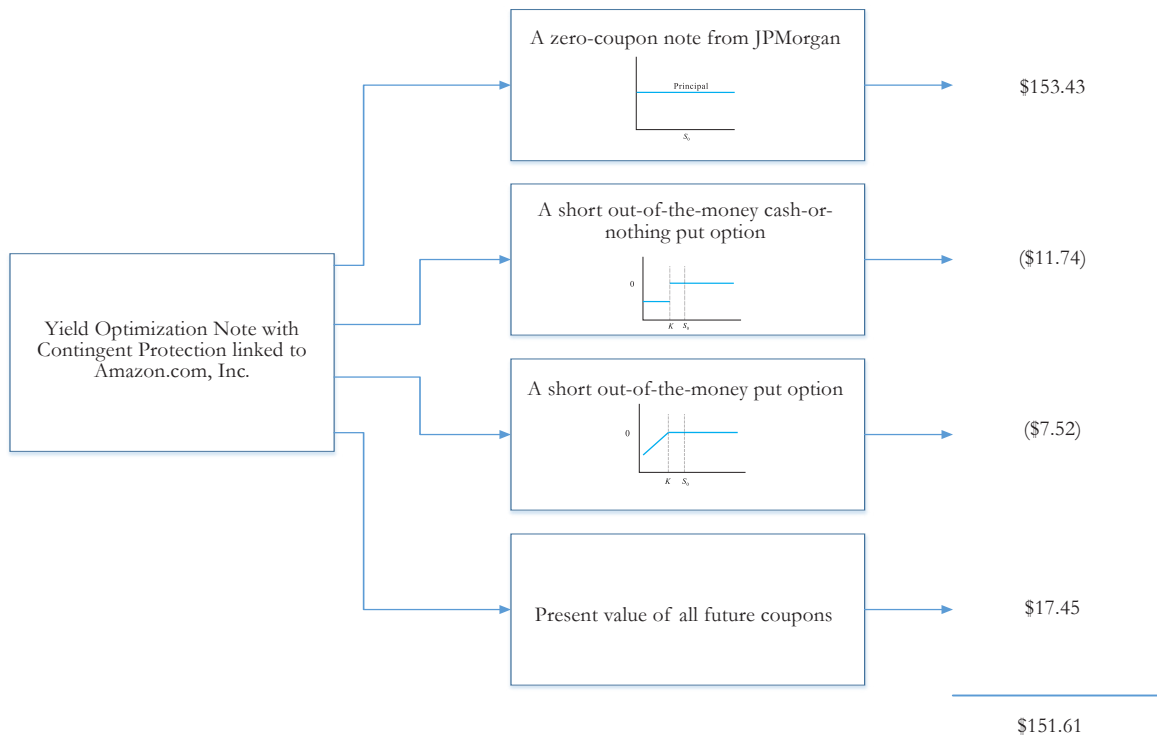 A zero-coupon note from JPMorgan
Principal
S₀
$153.43
A short out-of-the-money cash-or-
nothing put option
0
K S₀
($11.74)
Yield Optimization Note with
Contingent Protection linked to
Amazon.com, Inc.
A short out-of-the-money put option
0
K S₀
($7.52)
Present value of all future coupons
$17.45
$151.61